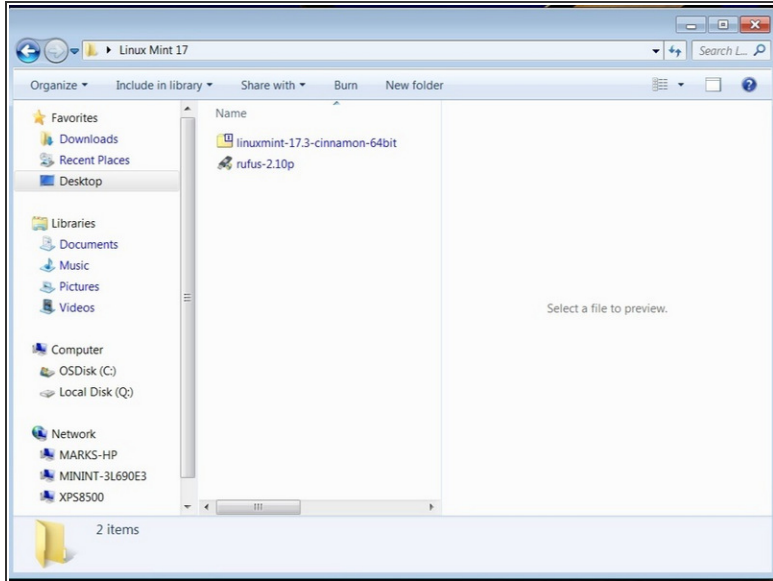 Linux Mint 17
Search L...
Organize Include in library Share with Burn New folder
Favorites
Downloads
Recent Places
Desktop
Libraries
Documents
Music
Pictures
Videos
Computer
OSDisk (C:)
Local Disk (Q:)
Network
MARKS-HP
MININT-3L690E3
XPS8500
Name
linuxmint-17.3-cinnamon-64bit
rufus-2.10p
Select a file to preview.
2 items